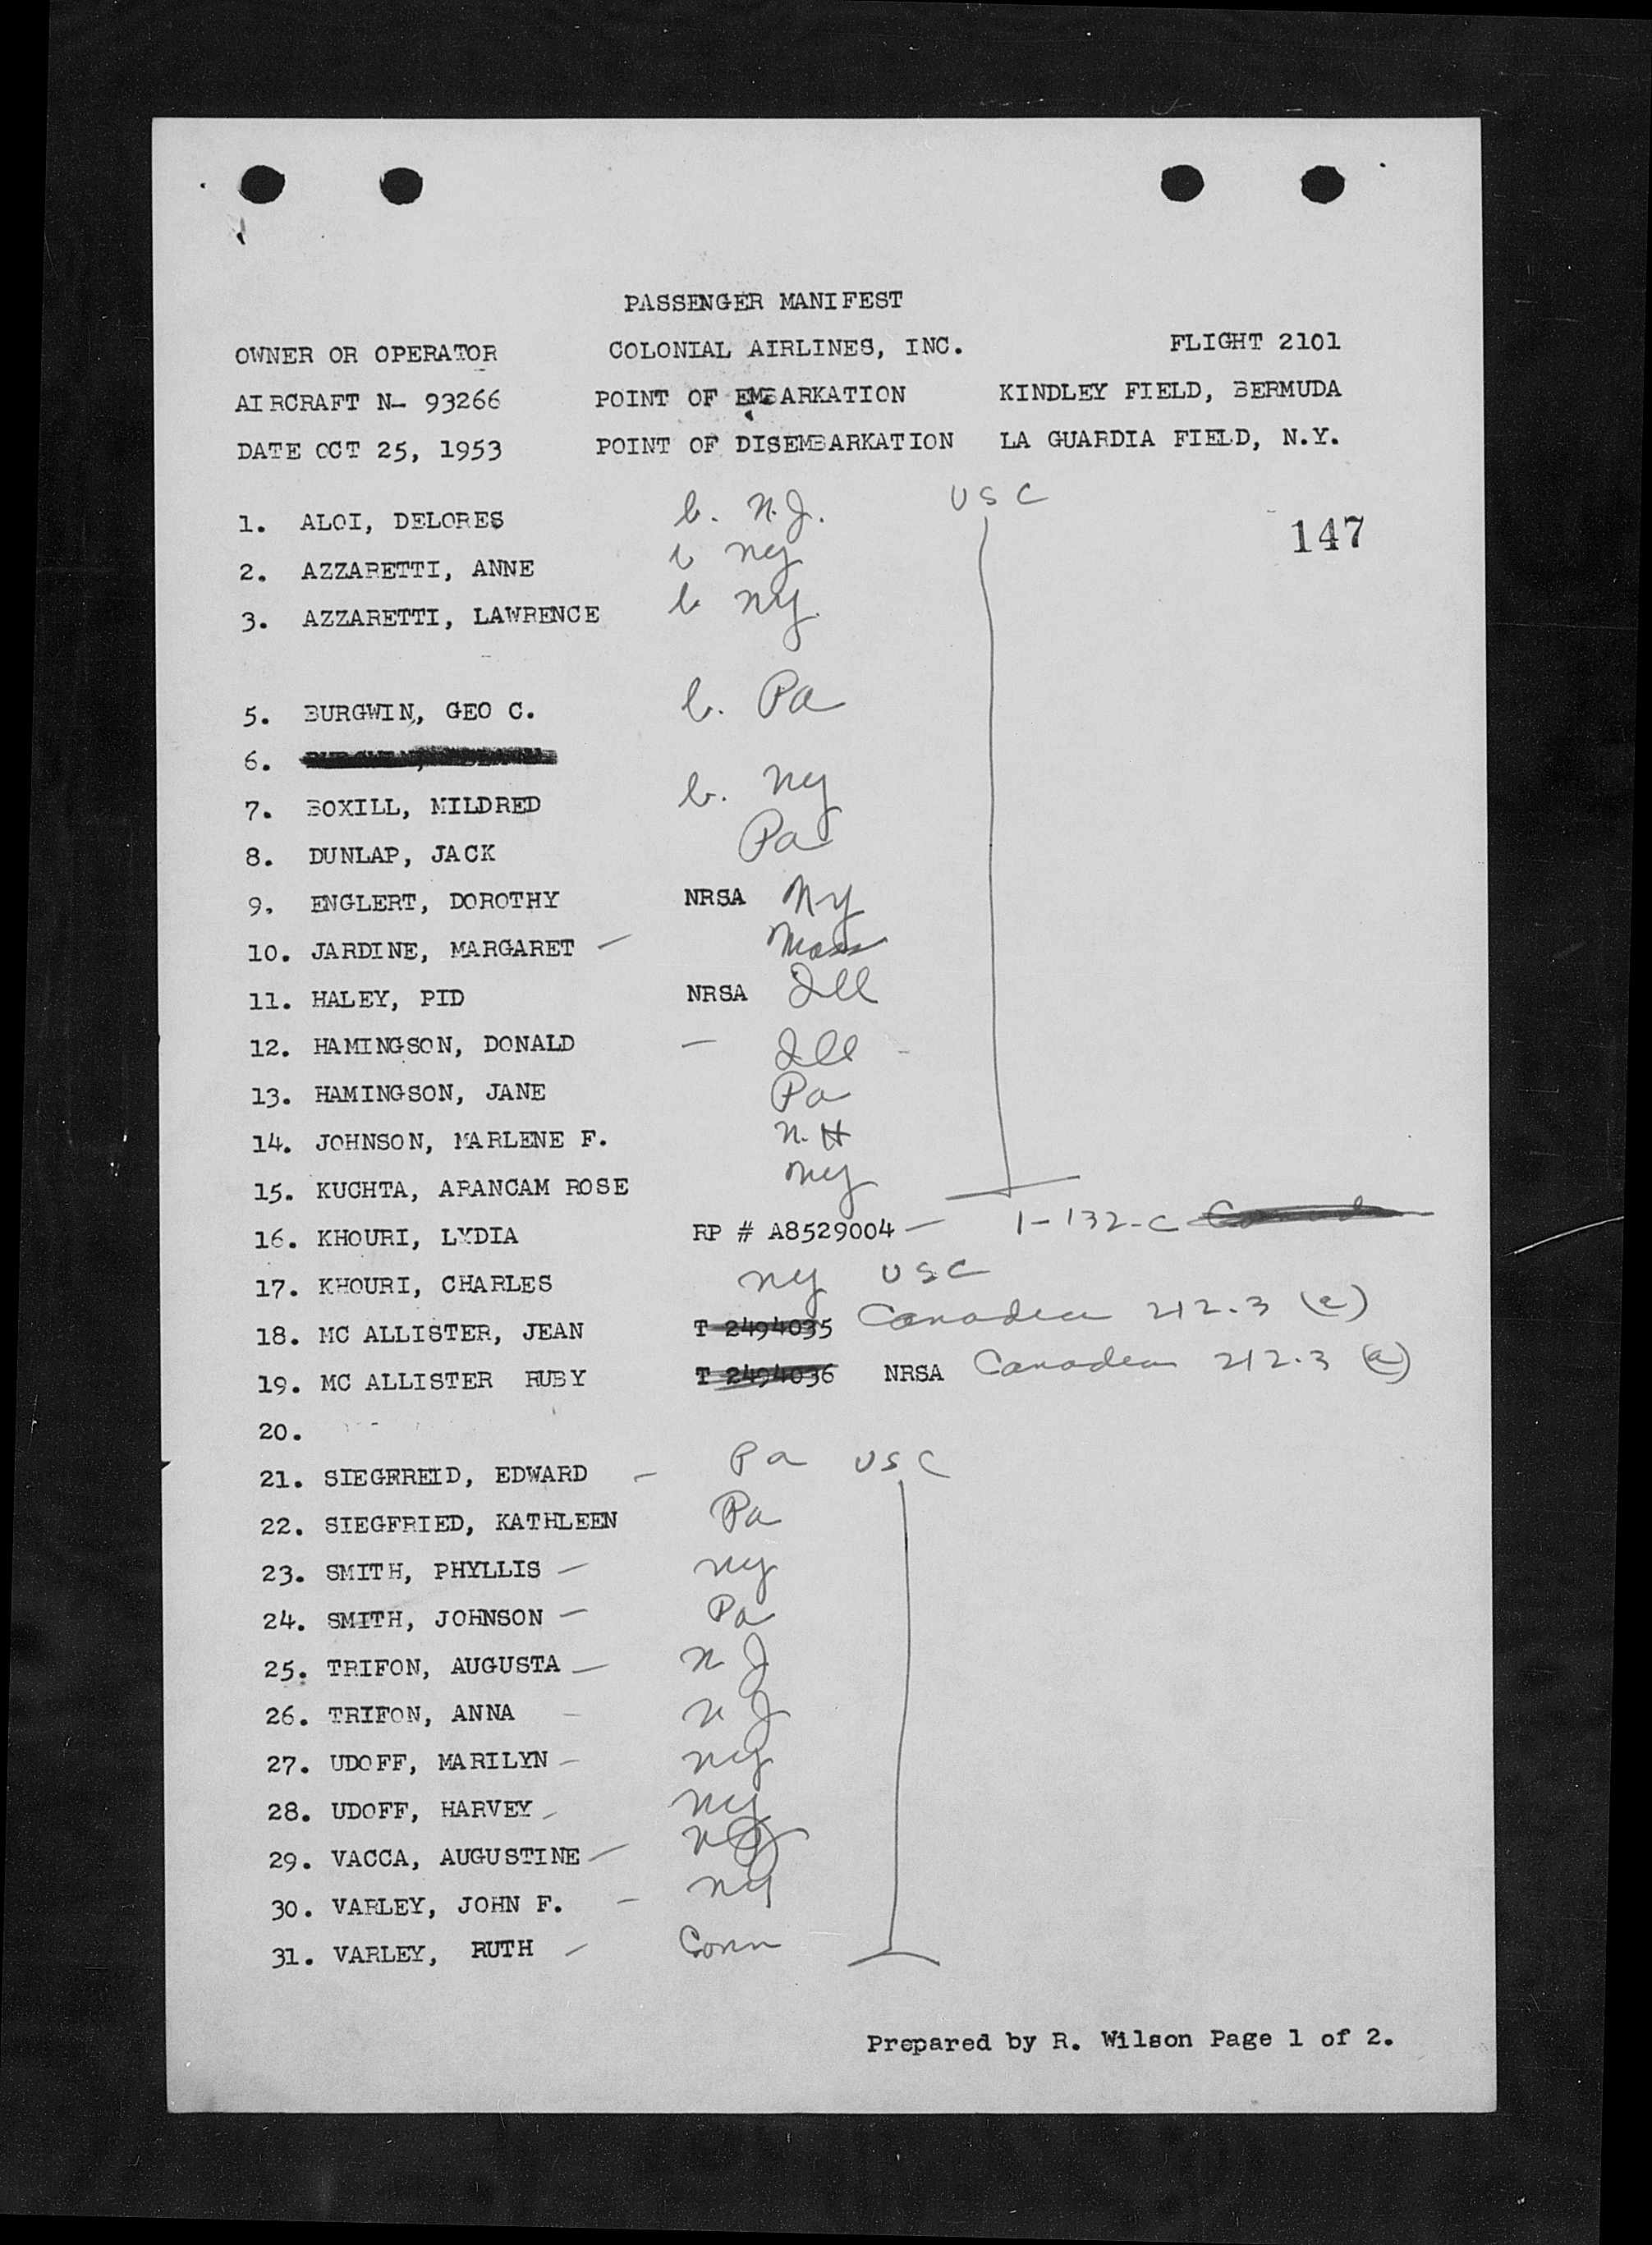 PASSENGER MANIFEST
OWNER OR OPERATOR COLONIAL AIRLINES, INC. FLIGHT 2101
AIRCRAFT N- 93266 POINT OF EMBARKATION KINDLEY FIELD, BERMUDA
DATE OCT 25, 1953 POINT OF DISEMBARKATION LA GUARDIA FIELD, N.Y.
1. ALOI, DELORES b. N.J. USC
147
2. AZZARETTI, ANNE b ny
3. AZZARETTI, LAWRENCE b ny.
5. BURGWIN, GEO C. b. Pa
6.
7. BOXILL, MILDRED b. ny
8. DUNLAP, JACK Pa
9. ENGLERT, DOROTHY NRSA Ny
10. JARDINE, MARGARET — Mass
11. HALEY, PID NRSA Ill
12. HAMINGSON, DONALD — Ill -
13. HAMINGSON, JANE Pa
14. JOHNSON, MARLENE F. N. H
15. KUCHTA, ARANCAM ROSE ny
16. KHOURI, LYDIA RP # A8529004 — 1-132-C
17. KHOURI, CHARLES ny USC
18. MC ALLISTER, JEAN T 2494035 Canadian 212.3 (a)
19. MC ALLISTER RUBY T 2494036 NRSA Canadian 212.3 (a)
20.
21. SIEGFREID, EDWARD — Pa USC
22. SIEGFRIED, KATHLEEN Pa
23. SMITH, PHYLLIS — ny
24. SMITH, JOHNSON — Pa
25. TRIFON, AUGUSTA — N J
26. TRIFON, ANNA — N J
27. UDOFF, MARILYN — ny
28. UDOFF, HARVEY — ny
29. VACCA, AUGUSTINE — NJ
30. VARLEY, JOHN F. — ny
31. VARLEY, RUTH — Conn
Prepared by R. Wilson Page 1 of 2.